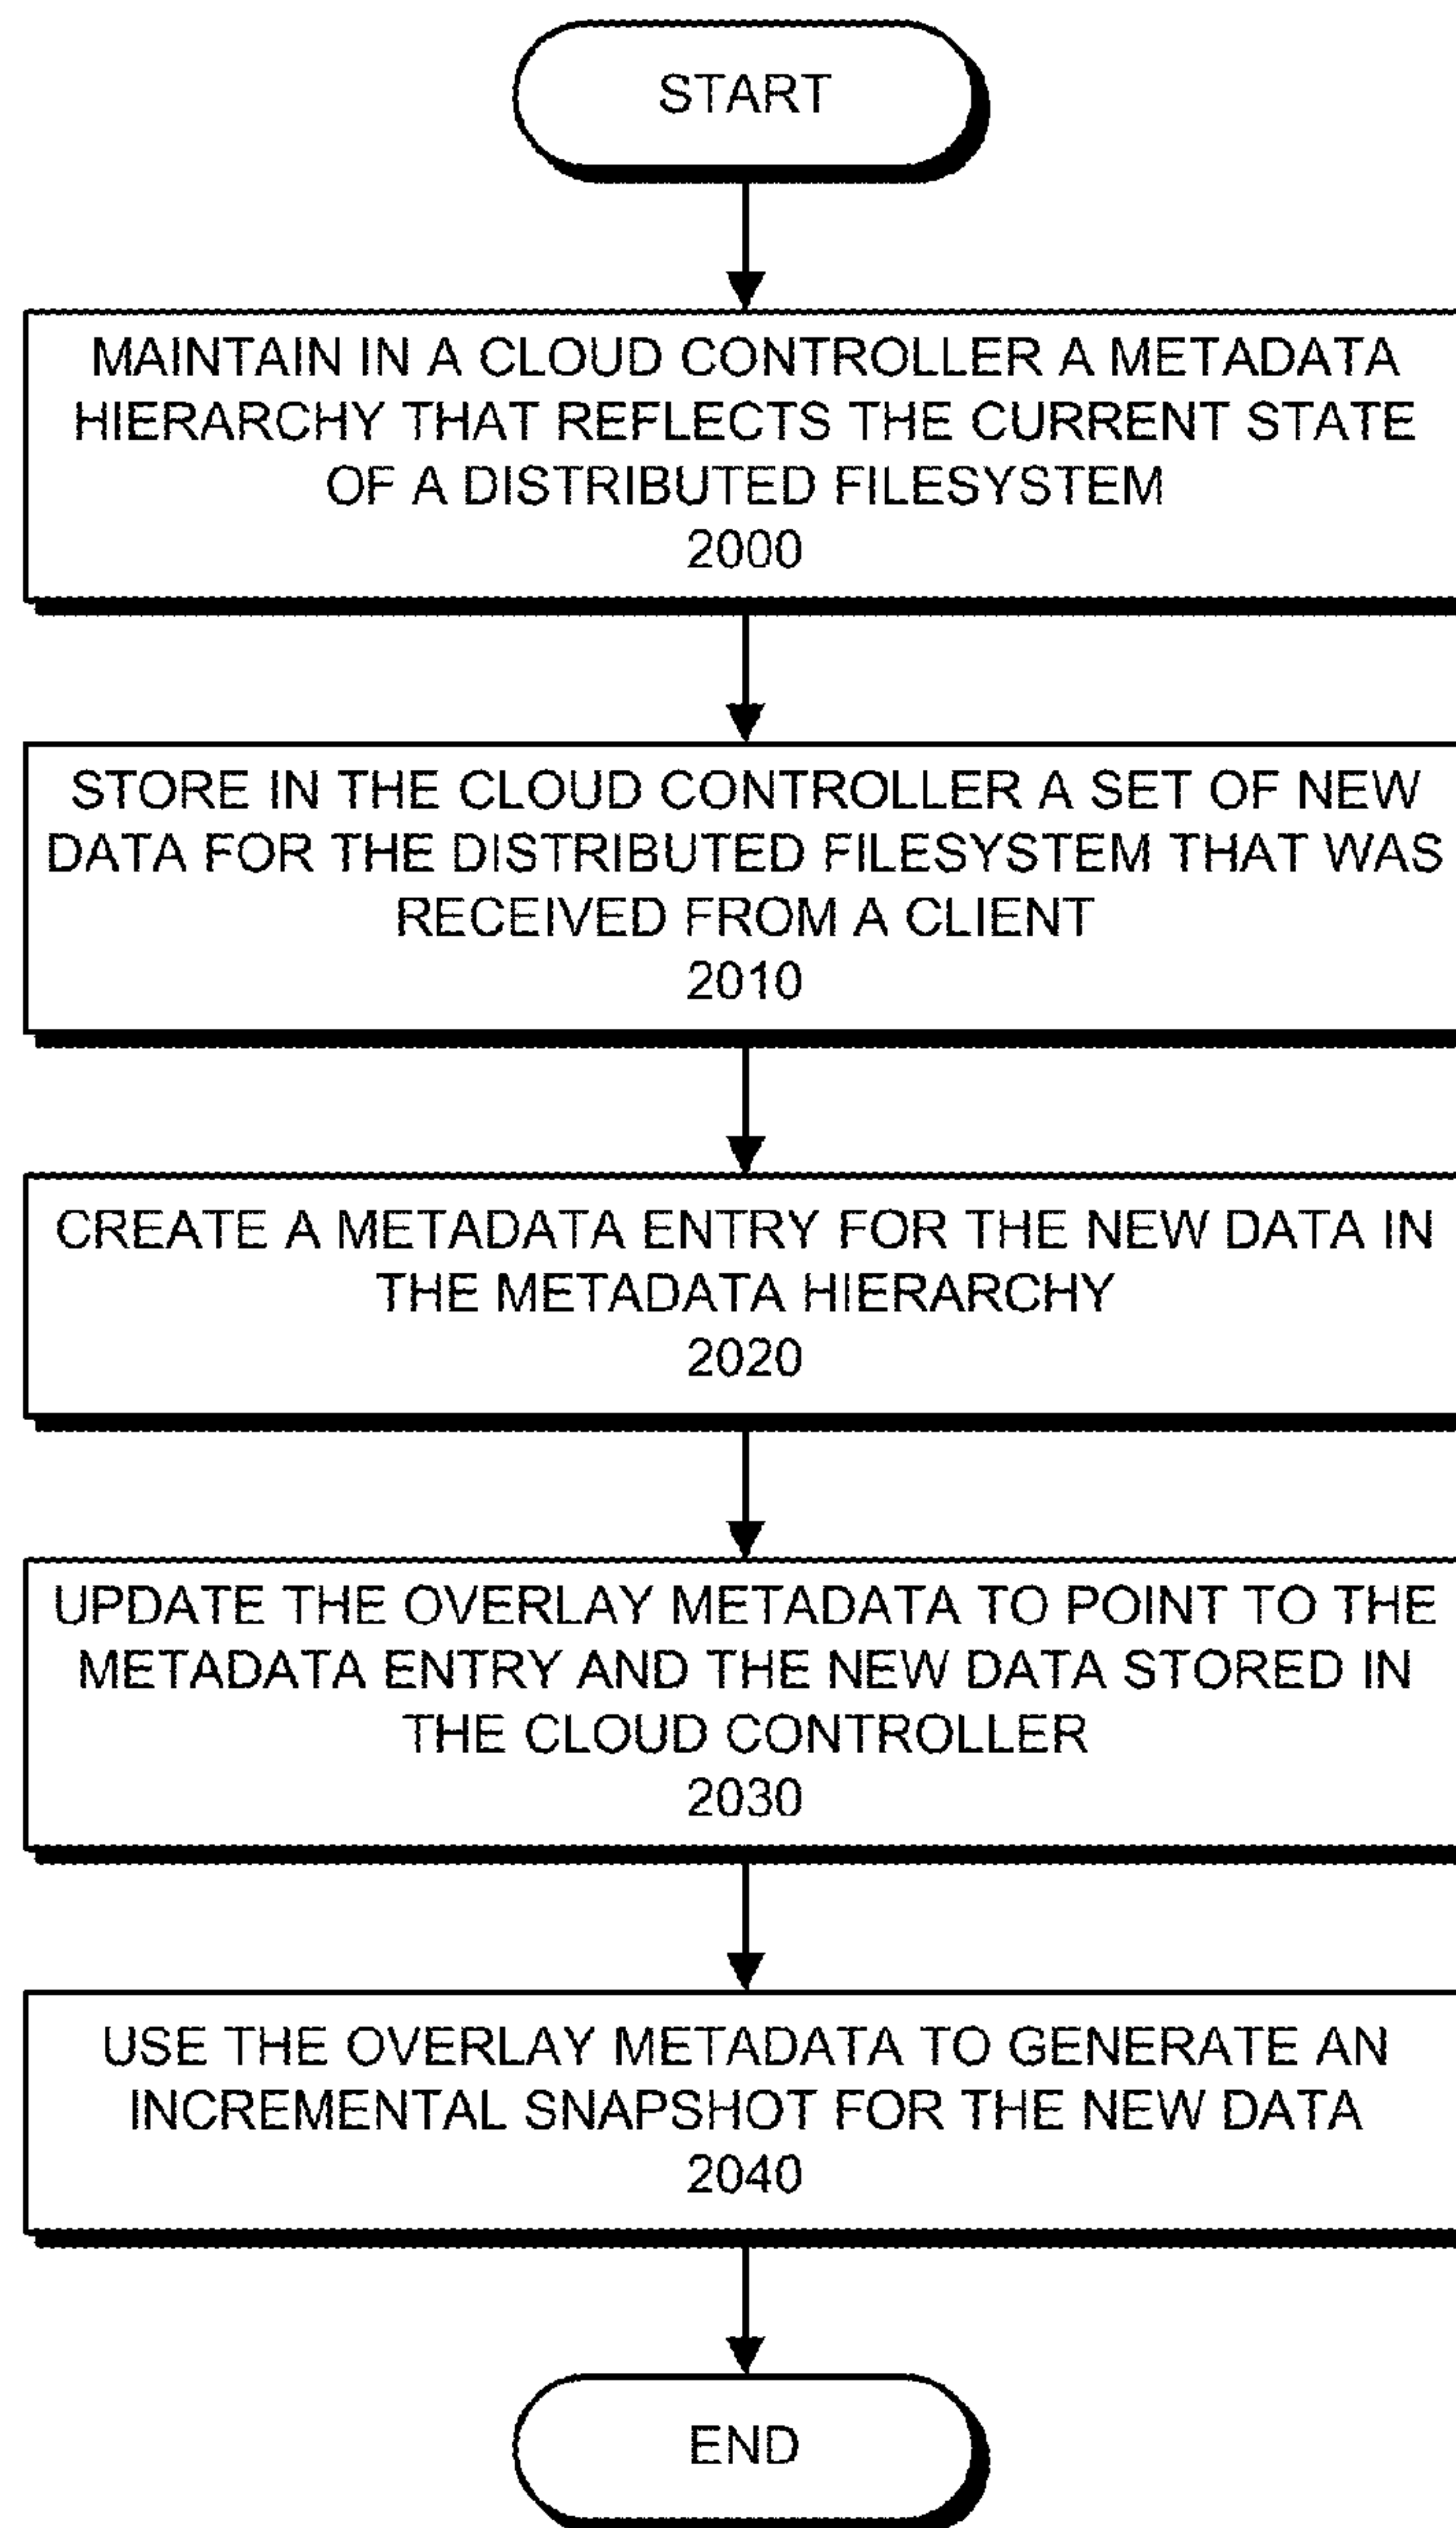 START
MAINTAIN IN A CLOUD CONTROLLER A METADATA
HIERARCHY THAT REFLECTS THE CURRENT STATE
OF A DISTRIBUTED FILESYSTEM
2000
STORE IN THE CLOUD CONTROLLER A SET OF NEW
DATA FOR THE DISTRIBUTED FILESYSTEM THAT WAS
RECEIVED FROM A CLIENT
2010
CREATE A METADATA ENTRY FOR THE NEW DATA IN
THE METADATA HIERARCHY
2020
UPDATE THE OVERLAY METADATA TO POINT TO THE
METADATA ENTRY AND THE NEW DATA STORED IN
THE CLOUD CONTROLLER
2030
USE THE OVERLAY METADATA TO GENERATE AN
INCREMENTAL SNAPSHOT FOR THE NEW DATA
2040
END